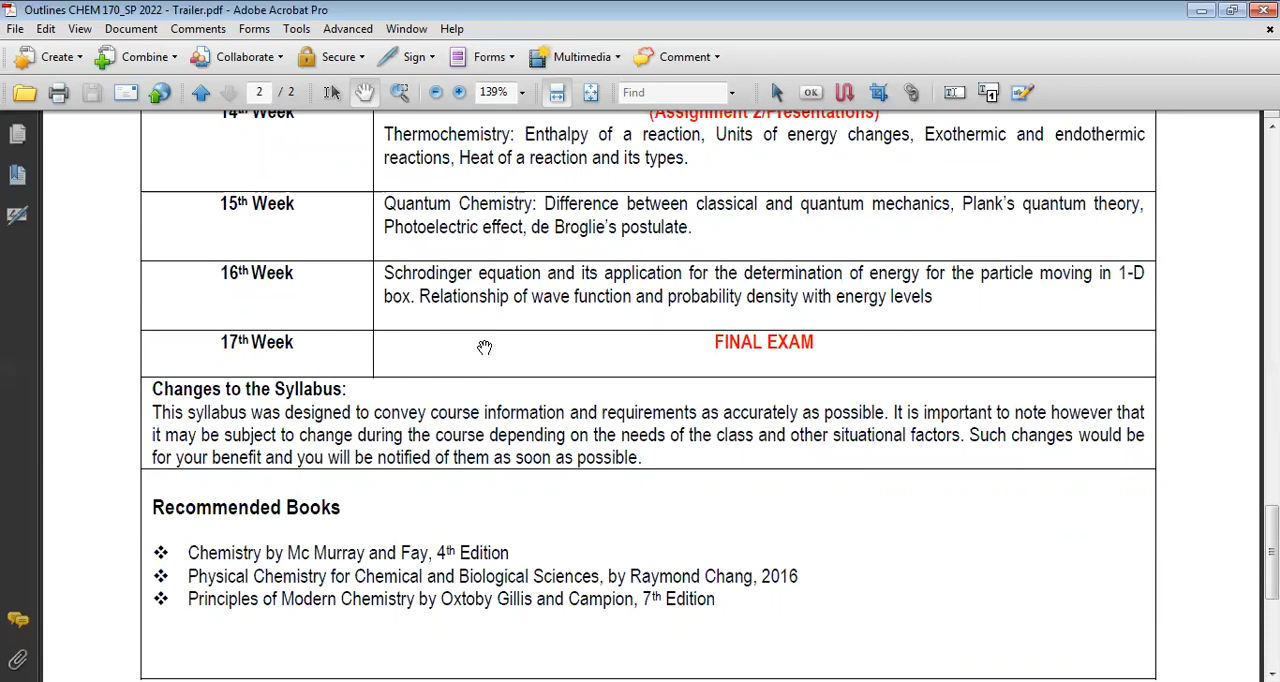 Outlines CHEM 170_SP 2022 - Trailer.pdf - Adobe Acrobat Pro
File Edit View Document Comments Forms Tools Advanced Window Help
Create Combine Collaborate Secure Sign Forms Multimedia Comment
2 / 2 139% Find OK
14th Week
(Assignment 2/Presentations)
Thermochemistry: Enthalpy of a reaction, Units of energy changes, Exothermic and endothermic
reactions, Heat of a reaction and its types.
15th Week
Quantum Chemistry: Difference between classical and quantum mechanics, Plank's quantum theory,
Photoelectric effect, de Broglie's postulate.
16th Week
Schrodinger equation and its application for the determination of energy for the particle moving in 1-D
box. Relationship of wave function and probability density with energy levels
17th Week
FINAL EXAM
Changes to the Syllabus:
This syllabus was designed to convey course information and requirements as accurately as possible. It is important to note however that
it may be subject to change during the course depending on the needs of the class and other situational factors. Such changes would be
for your benefit and you will be notified of them as soon as possible.
Recommended Books
❖ Chemistry by Mc Murray and Fay, 4th Edition
❖ Physical Chemistry for Chemical and Biological Sciences, by Raymond Chang, 2016
❖ Principles of Modern Chemistry by Oxtoby Gillis and Campion, 7th Edition